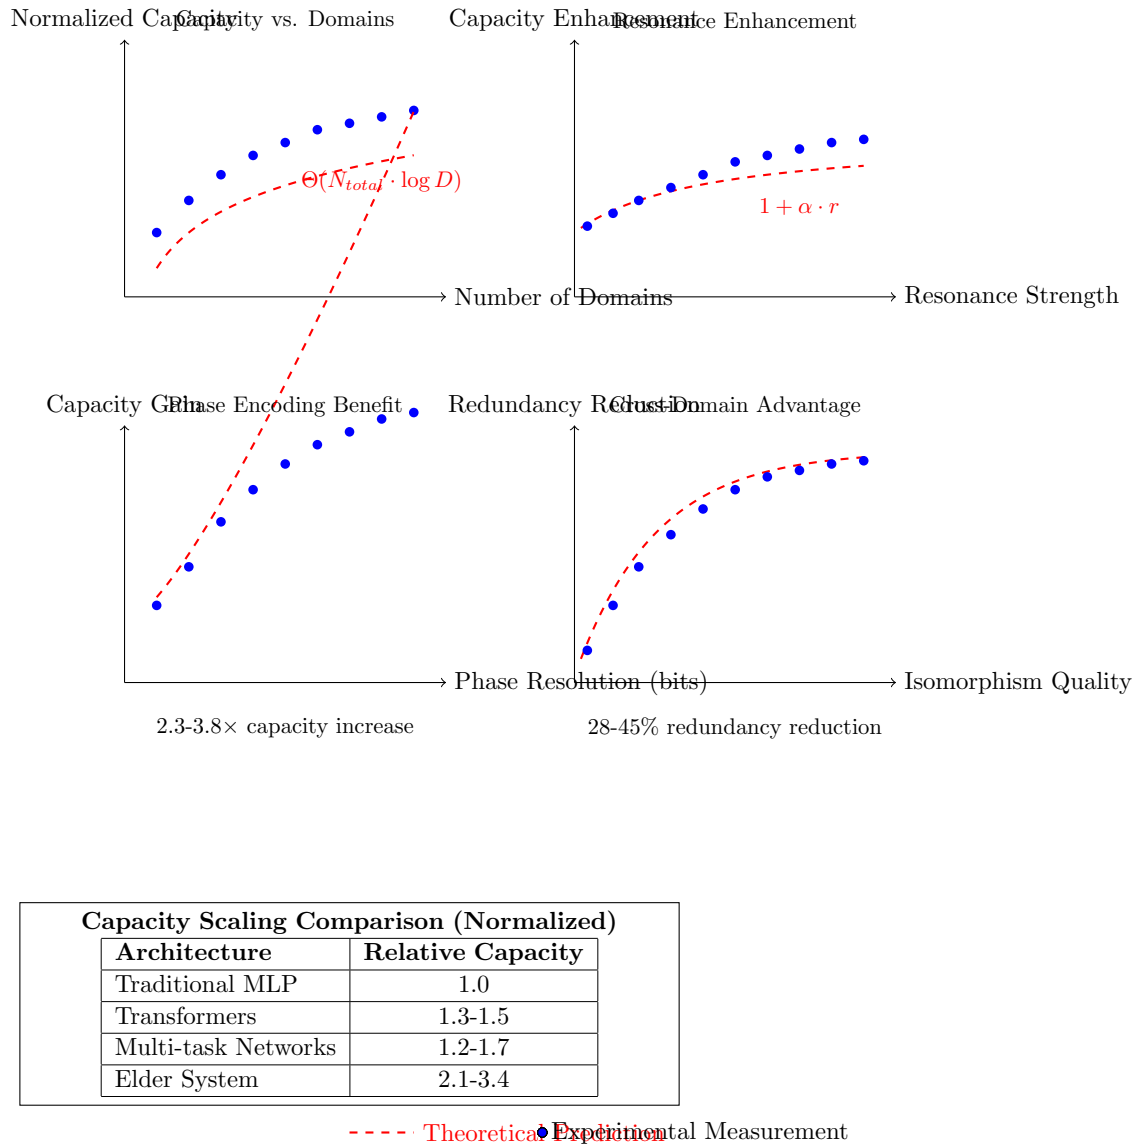 Normalized Capacity
Capacity vs. Domains
Capacity Enhancement
Resonance Enhancement
Θ(N_total · log D)
1 + α · r
Number of Domains
Resonance Strength
Capacity Gain
Phase Encoding Benefit
Redundancy Reduction
Cross-Domain Advantage
Phase Resolution (bits)
Isomorphism Quality
2.3-3.8× capacity increase
28-45% redundancy reduction
Capacity Scaling Comparison (Normalized)
Architecture Relative Capacity
Traditional MLP 1.0
Transformers 1.3-1.5
Multi-task Networks 1.2-1.7
Elder System 2.1-3.4
Theoretical Prediction
Experimental Measurement